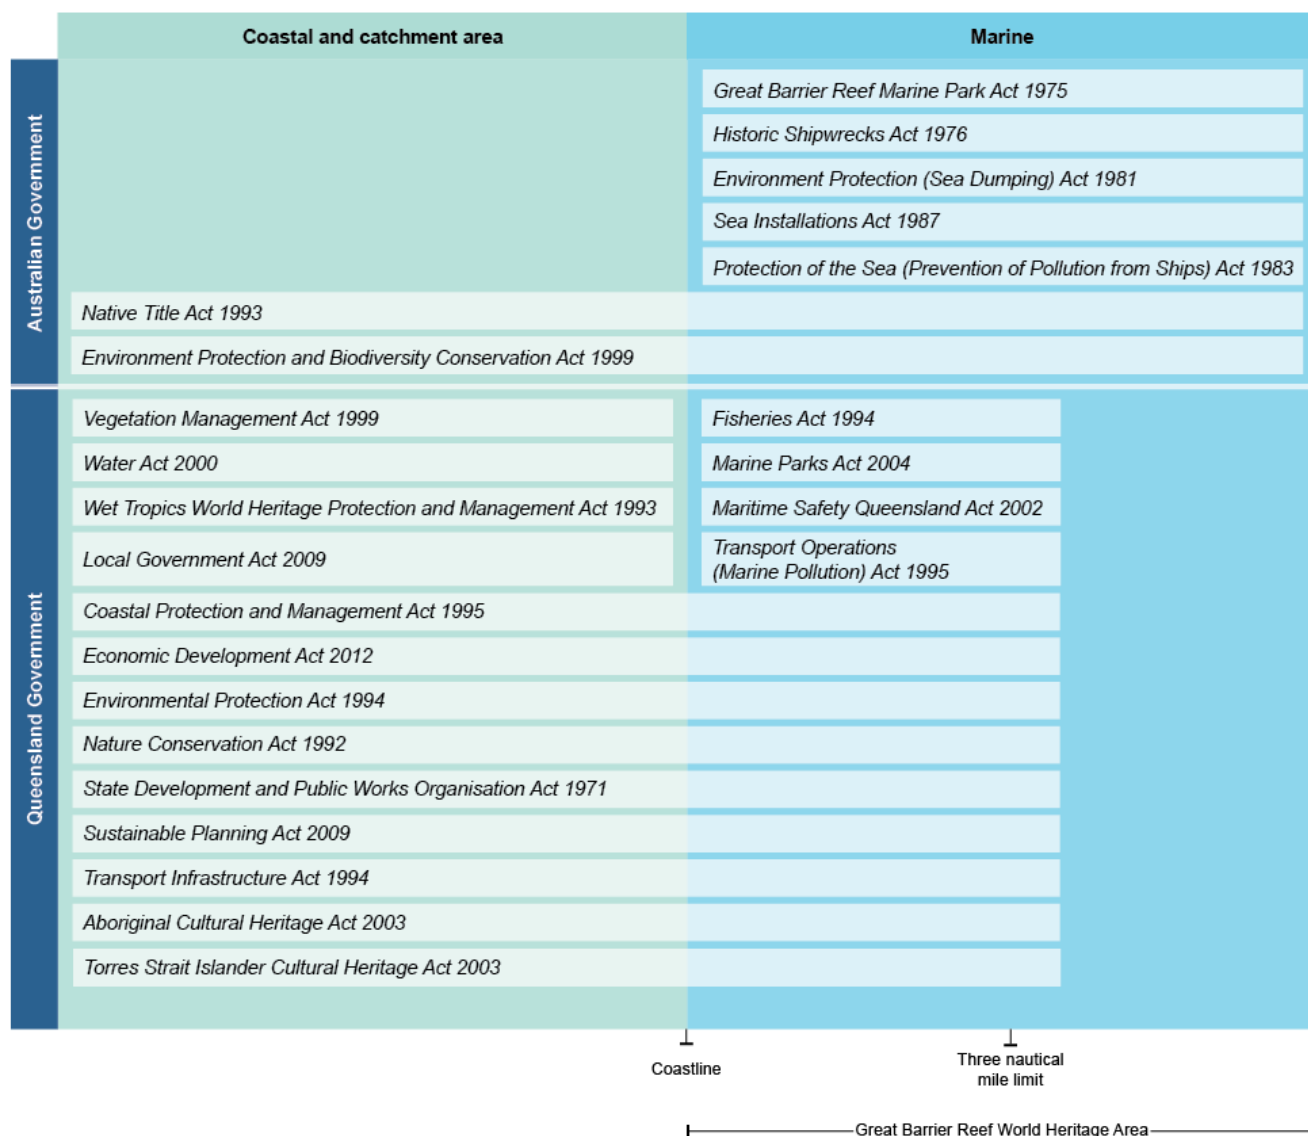 Coastal and catchment area
Marine
Australian Government
Great Barrier Reef Marine Park Act 1975
Historic Shipwrecks Act 1976
Environment Protection (Sea Dumping) Act 1981
Sea Installations Act 1987
Protection of the Sea (Prevention of Pollution from Ships) Act 1983
Native Title Act 1993
Environment Protection and Biodiversity Conservation Act 1999
Queensland Government
Vegetation Management Act 1999
Fisheries Act 1994
Water Act 2000
Marine Parks Act 2004
Wet Tropics World Heritage Protection and Management Act 1993
Maritime Safety Queensland Act 2002
Local Government Act 2009
Transport Operations
(Marine Pollution) Act 1995
Coastal Protection and Management Act 1995
Economic Development Act 2012
Environmental Protection Act 1994
Nature Conservation Act 1992
State Development and Public Works Organisation Act 1971
Sustainable Planning Act 2009
Transport Infrastructure Act 1994
Aboriginal Cultural Heritage Act 2003
Torres Strait Islander Cultural Heritage Act 2003
Coastline
Three nautical
mile limit
Great Barrier Reef World Heritage Area